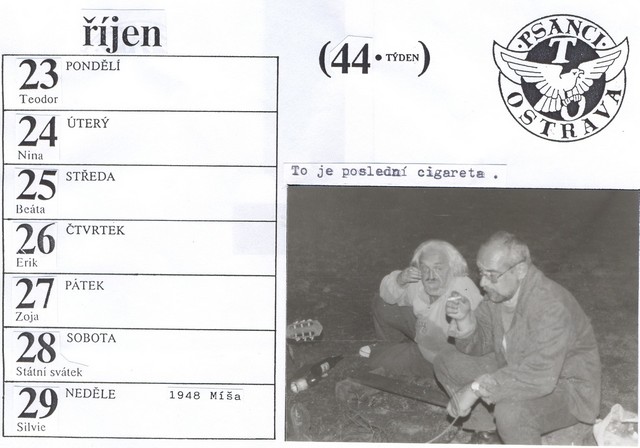 říjen
(44. TÝDEN)
PSANCI
T O
OSTRAVA
23 PONDĚLÍ
Teodor
24 ÚTERÝ
Nina
25 STŘEDA
Beáta
26 ČTVRTEK
Erik
27 PÁTEK
Zoja
28 SOBOTA
Státní svátek
29 NEDĚLE 1948 Míša
Silvie
To je poslední cigareta .